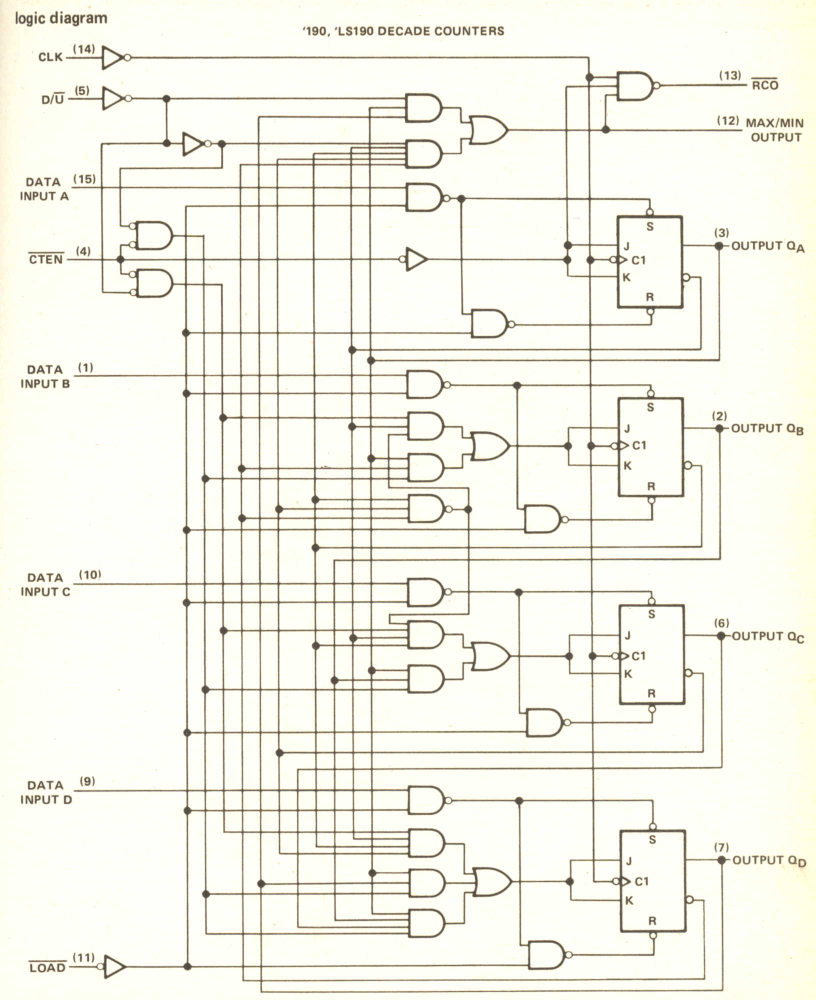 logic diagram
'190, 'LS190 DECADE COUNTERS
CLK (14)
(13) RCO
D/U (5)
(12) MAX/MIN
OUTPUT
DATA (15)
INPUT A
S
(3)
J
OUTPUT QA
CTEN (4)
C1
K
R
DATA (1)
INPUT B
S
(2)
J
OUTPUT QB
C1
K
R
DATA (10)
INPUT C
S
(6)
J
OUTPUT QC
C1
K
R
DATA (9)
INPUT D
S
(7)
J
OUTPUT QD
C1
K
R
LOAD (11)